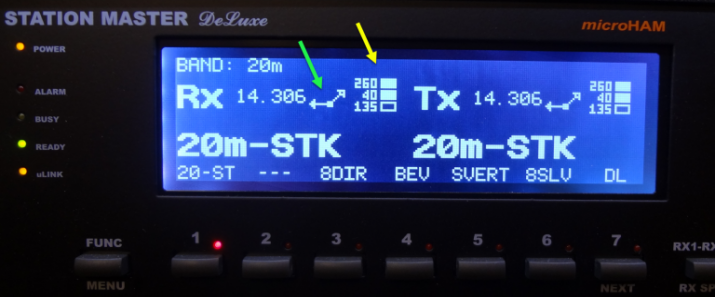 STATION MASTER DeLuxe
microHAM
POWER
ALARM
BUSY
READY
uLINK
BAND: 20m
Rx 14.306 260 40 135 Tx 14.306 260 40 135
20m-STK 20m-STK
20-ST --- 8DIR BEV SVERT 8SLV DL
FUNC 1 2 3 4 5 6 7 RX1-RX
MENU NEXT RX SP